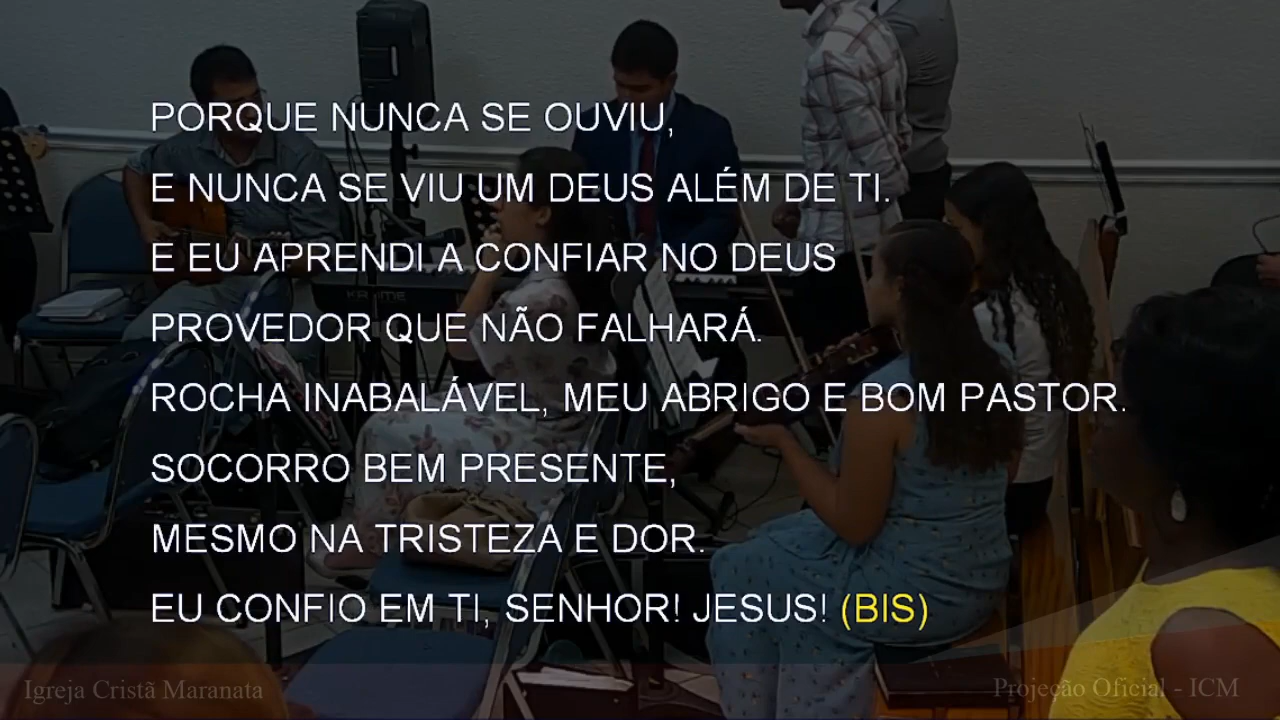 PORQUE NUNCA SE OUVIU,
E NUNCA SE VIU UM DEUS ALÉM DE TI.
E EU APRENDI A CONFIAR NO DEUS
PROVEDOR QUE NÃO FALHARÁ.
ROCHA INABALÁVEL, MEU ABRIGO E BOM PASTOR.
SOCORRO BEM PRESENTE,
MESMO NA TRISTEZA E DOR.
EU CONFIO EM TI, SENHOR! JESUS! (BIS)
Igreja Cristã Maranata
Projeção Oficial - ICM